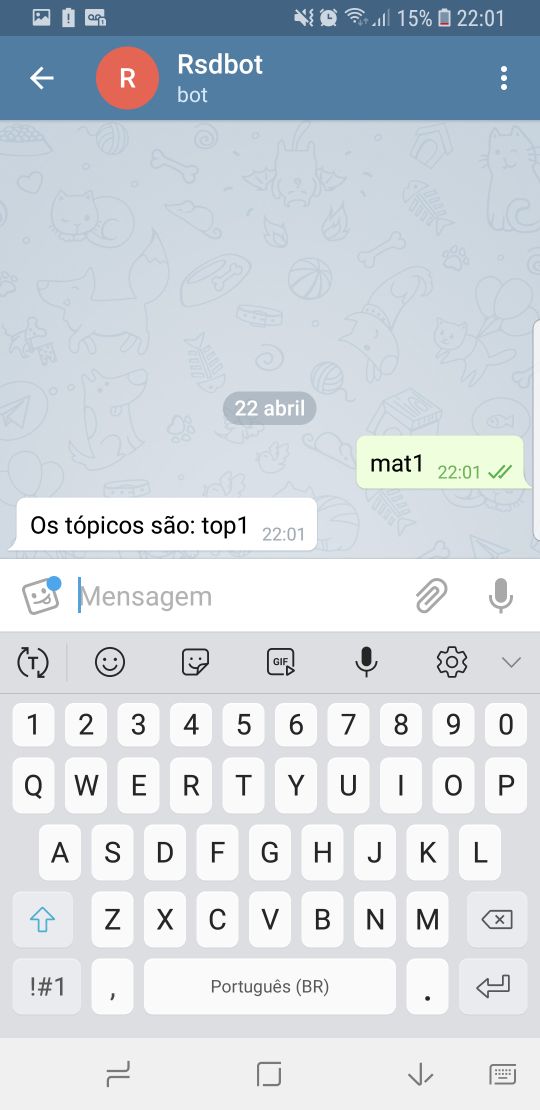 15% 22:01
R
Rsdbot
bot
22 abril
mat1 22:01
Os tópicos são: top1 22:01
Mensagem
T GIF
1 2 3 4 5 6 7 8 9 0
Q W E R T Y U I O P
A S D F G H J K L
Z X C V B N M
!#1 , Português (BR) .